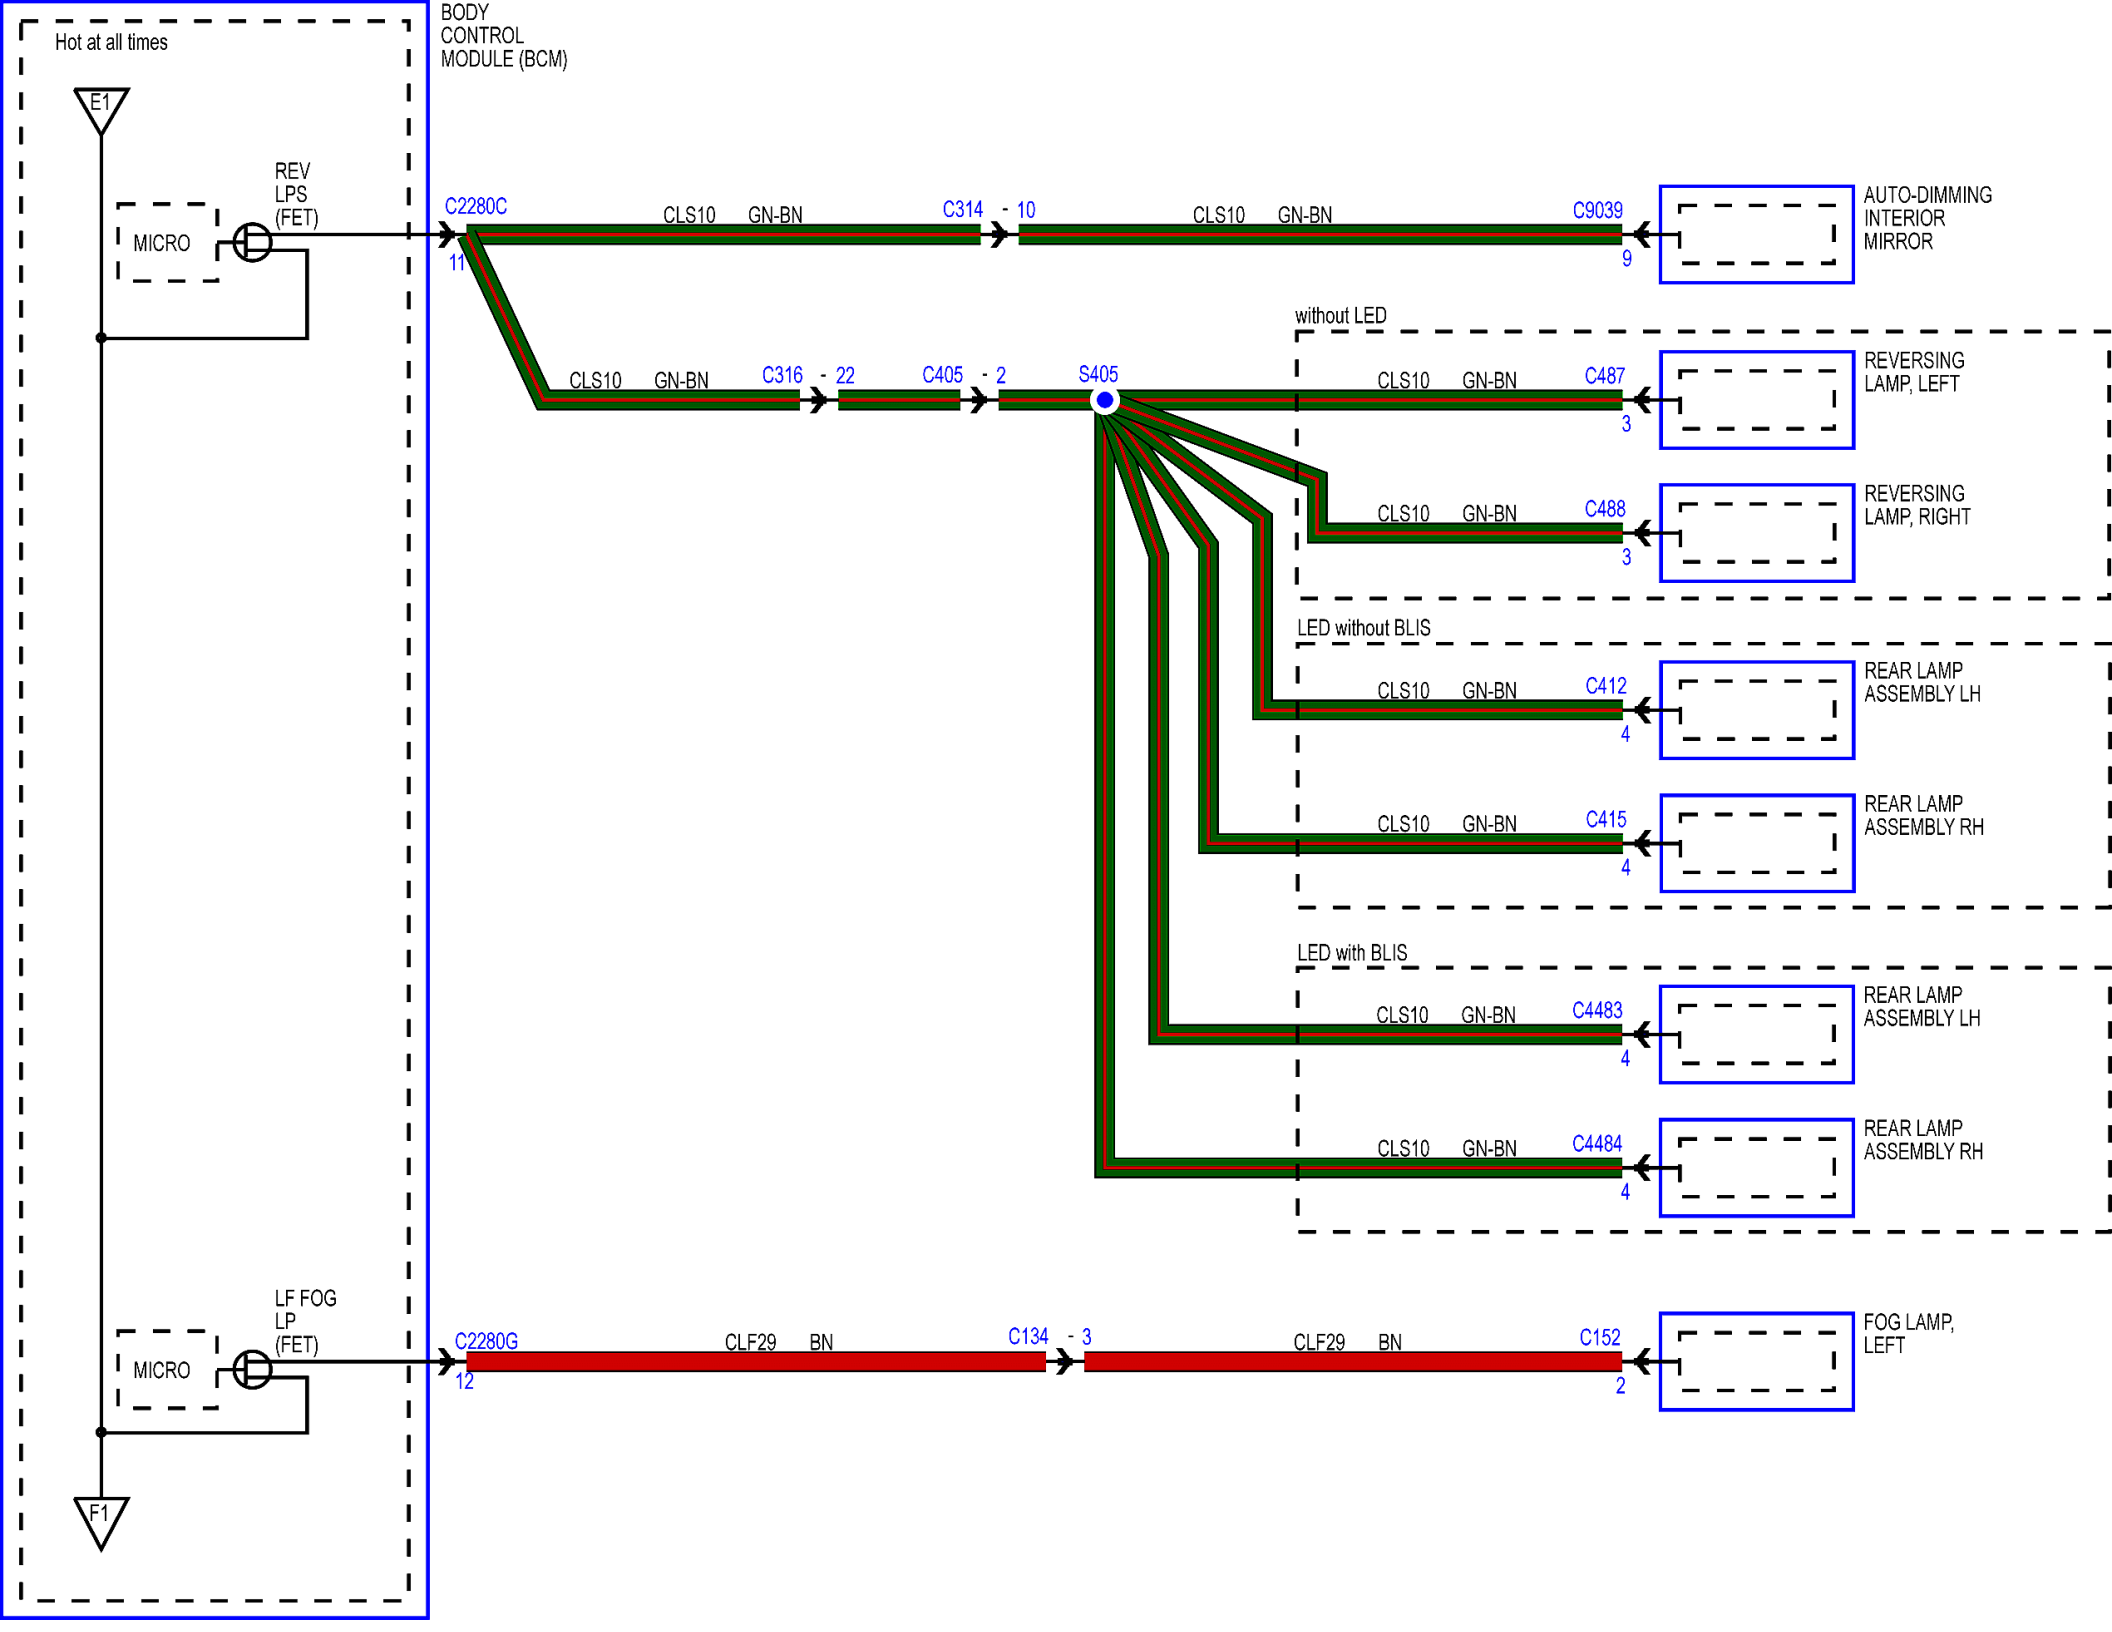 BODY
CONTROL
MODULE (BCM)
Hot at all times
E1
REV
LPS
(FET)
MICRO
C2280C
11
CLS10 GN-BN
C314 - 10
CLS10 GN-BN
C9039
9
AUTO-DIMMING
INTERIOR
MIRROR
without LED
CLS10 GN-BN
C316 - 22
C405 - 2
S405
CLS10 GN-BN
C487
3
REVERSING
LAMP, LEFT
CLS10 GN-BN
C488
3
REVERSING
LAMP, RIGHT
LED without BLIS
CLS10 GN-BN
C412
4
REAR LAMP
ASSEMBLY LH
CLS10 GN-BN
C415
4
REAR LAMP
ASSEMBLY RH
LED with BLIS
CLS10 GN-BN
C4483
4
REAR LAMP
ASSEMBLY LH
CLS10 GN-BN
C4484
4
REAR LAMP
ASSEMBLY RH
LF FOG
LP
(FET)
MICRO
C2280G
12
CLF29 BN
C134 - 3
CLF29 BN
C152
2
FOG LAMP,
LEFT
F1